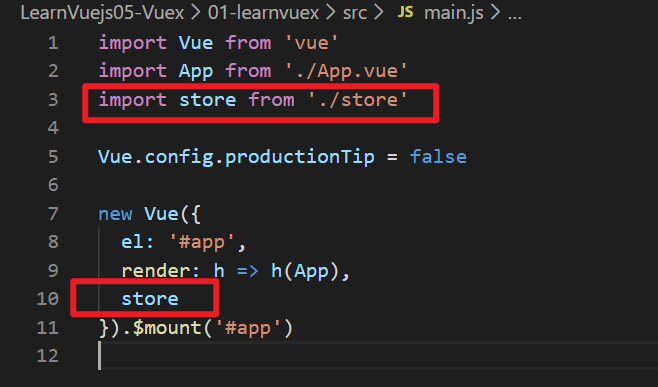 LearnVuejs05-Vuex > 01-learnvuex > src > JS main.js > ...
1 import Vue from 'vue'
2 import App from './App.vue'
3 import store from './store'
4
5 Vue.config.productionTip = false
6
7 new Vue({
8   el: '#app',
9   render: h => h(App),
10   store
11 }).$mount('#app')
12